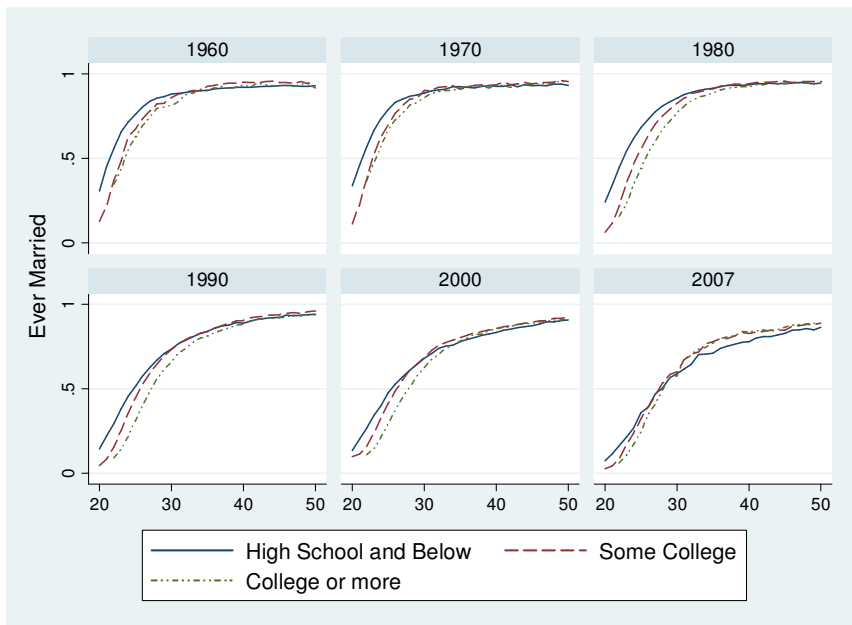 1960 1970 1980
1
.5
0
1990 2000 2007
1
.5
0
20 30 40 50 20 30 40 50 20 30 40 50
Ever Married
High School and Below Some College
College or more